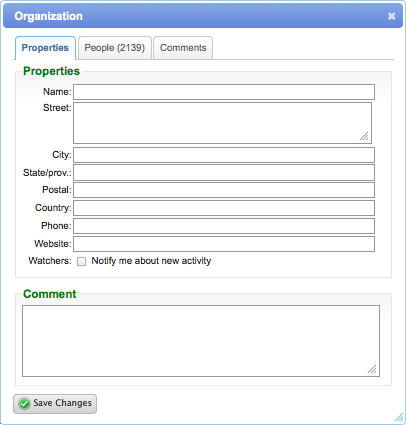 Organization
Properties People (2139) Comments
Properties
Name:
Street:
City:
State/prov.:
Postal:
Country:
Phone:
Website:
Watchers: Notify me about new activity
Comment
Save Changes